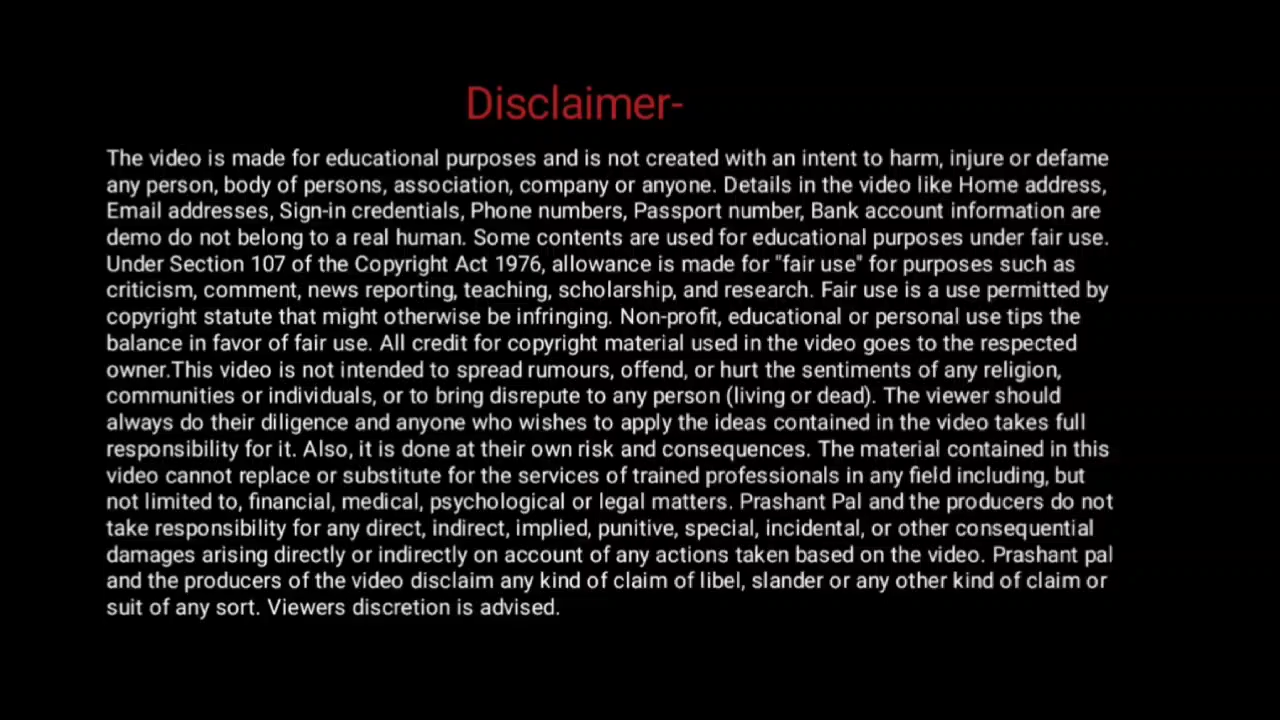 Disclaimer-
The video is made for educational purposes and is not created with an intent to harm, injure or defame
any person, body of persons, association, company or anyone. Details in the video like Home address,
Email addresses, Sign-in credentials, Phone numbers, Passport number, Bank account information are
demo do not belong to a real human. Some contents are used for educational purposes under fair use.
Under Section 107 of the Copyright Act 1976, allowance is made for "fair use" for purposes such as
criticism, comment, news reporting, teaching, scholarship, and research. Fair use is a use permitted by
copyright statute that might otherwise be infringing. Non-profit, educational or personal use tips the
balance in favor of fair use. All credit for copyright material used in the video goes to the respected
owner.This video is not intended to spread rumours, offend, or hurt the sentiments of any religion,
communities or individuals, or to bring disrepute to any person (living or dead). The viewer should
always do their diligence and anyone who wishes to apply the ideas contained in the video takes full
responsibility for it. Also, it is done at their own risk and consequences. The material contained in this
video cannot replace or substitute for the services of trained professionals in any field including, but
not limited to, financial, medical, psychological or legal matters. Prashant Pal and the producers do not
take responsibility for any direct, indirect, implied, punitive, special, incidental, or other consequential
damages arising directly or indirectly on account of any actions taken based on the video. Prashant pal
and the producers of the video disclaim any kind of claim of libel, slander or any other kind of claim or
suit of any sort. Viewers discretion is advised.